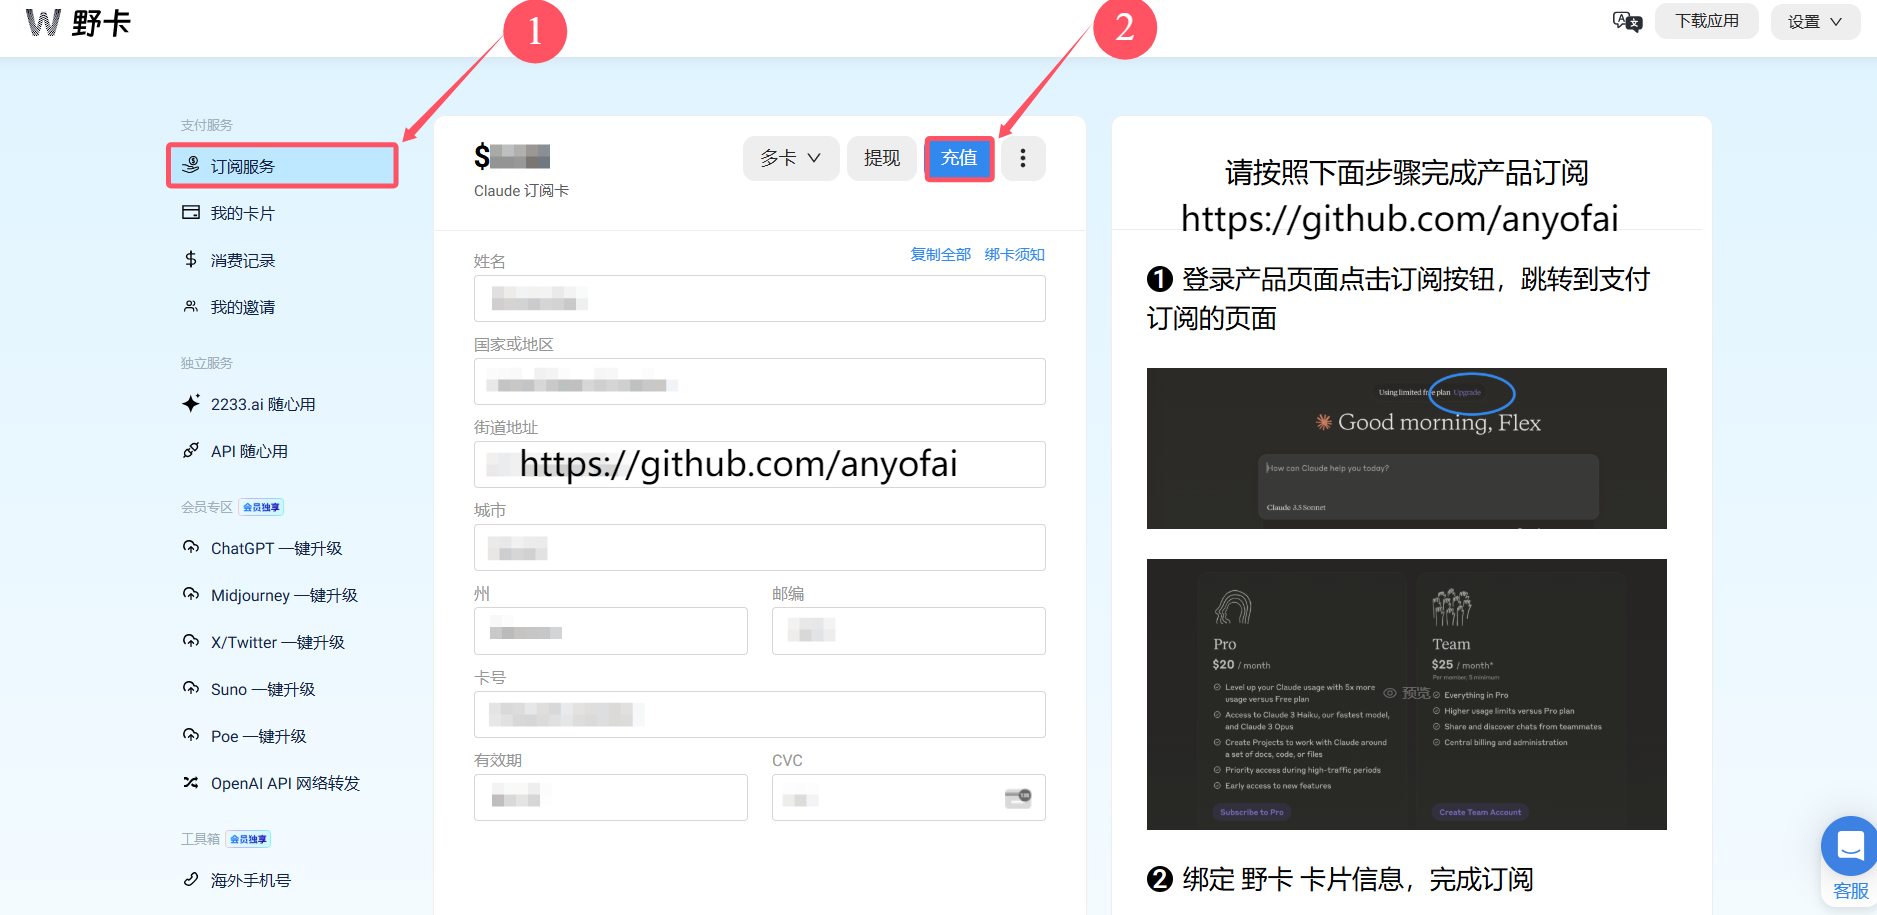 野卡
1
2
下载应用
设置
支付服务
订阅服务
我的卡片
消费记录
我的邀请
独立服务
2233.ai 随心用
API 随心用
会员专区 会员独享
ChatGPT 一键升级
Midjourney 一键升级
X/Twitter 一键升级
Suno 一键升级
Poe 一键升级
OpenAI API 网络转发
工具箱 会员独享
海外手机号
$
Claude 订阅卡
多卡
提现
充值
复制全部 绑卡须知
姓名
国家或地区
街道地址
https://github.com/anyofai
城市
州
邮编
卡号
有效期
CVC
请按照下面步骤完成产品订阅
https://github.com/anyofai
❶ 登录产品页面点击订阅按钮，跳转到支付
订阅的页面
Using limited free plan Upgrade
Good morning, Flex
How can Claude help you today?
Claude 3.5 Sonnet
Pro
$20 / month
Level up your Claude usage with 5x more
usage versus Free plan
Access to Claude 3 Haiku, our fastest model,
and Claude 3 Opus
Create Projects to work with Claude around
a set of docs, code, or files
Priority access during high-traffic periods
Early access to new features
Subscribe to Pro
预览
Team
$25 / month*
Per member, 5 minimum
Everything in Pro
Higher usage limits versus Pro plan
Share and discover chats from teammates
Central billing and administration
Create Team Account
❷ 绑定 野卡 卡片信息，完成订阅
客服